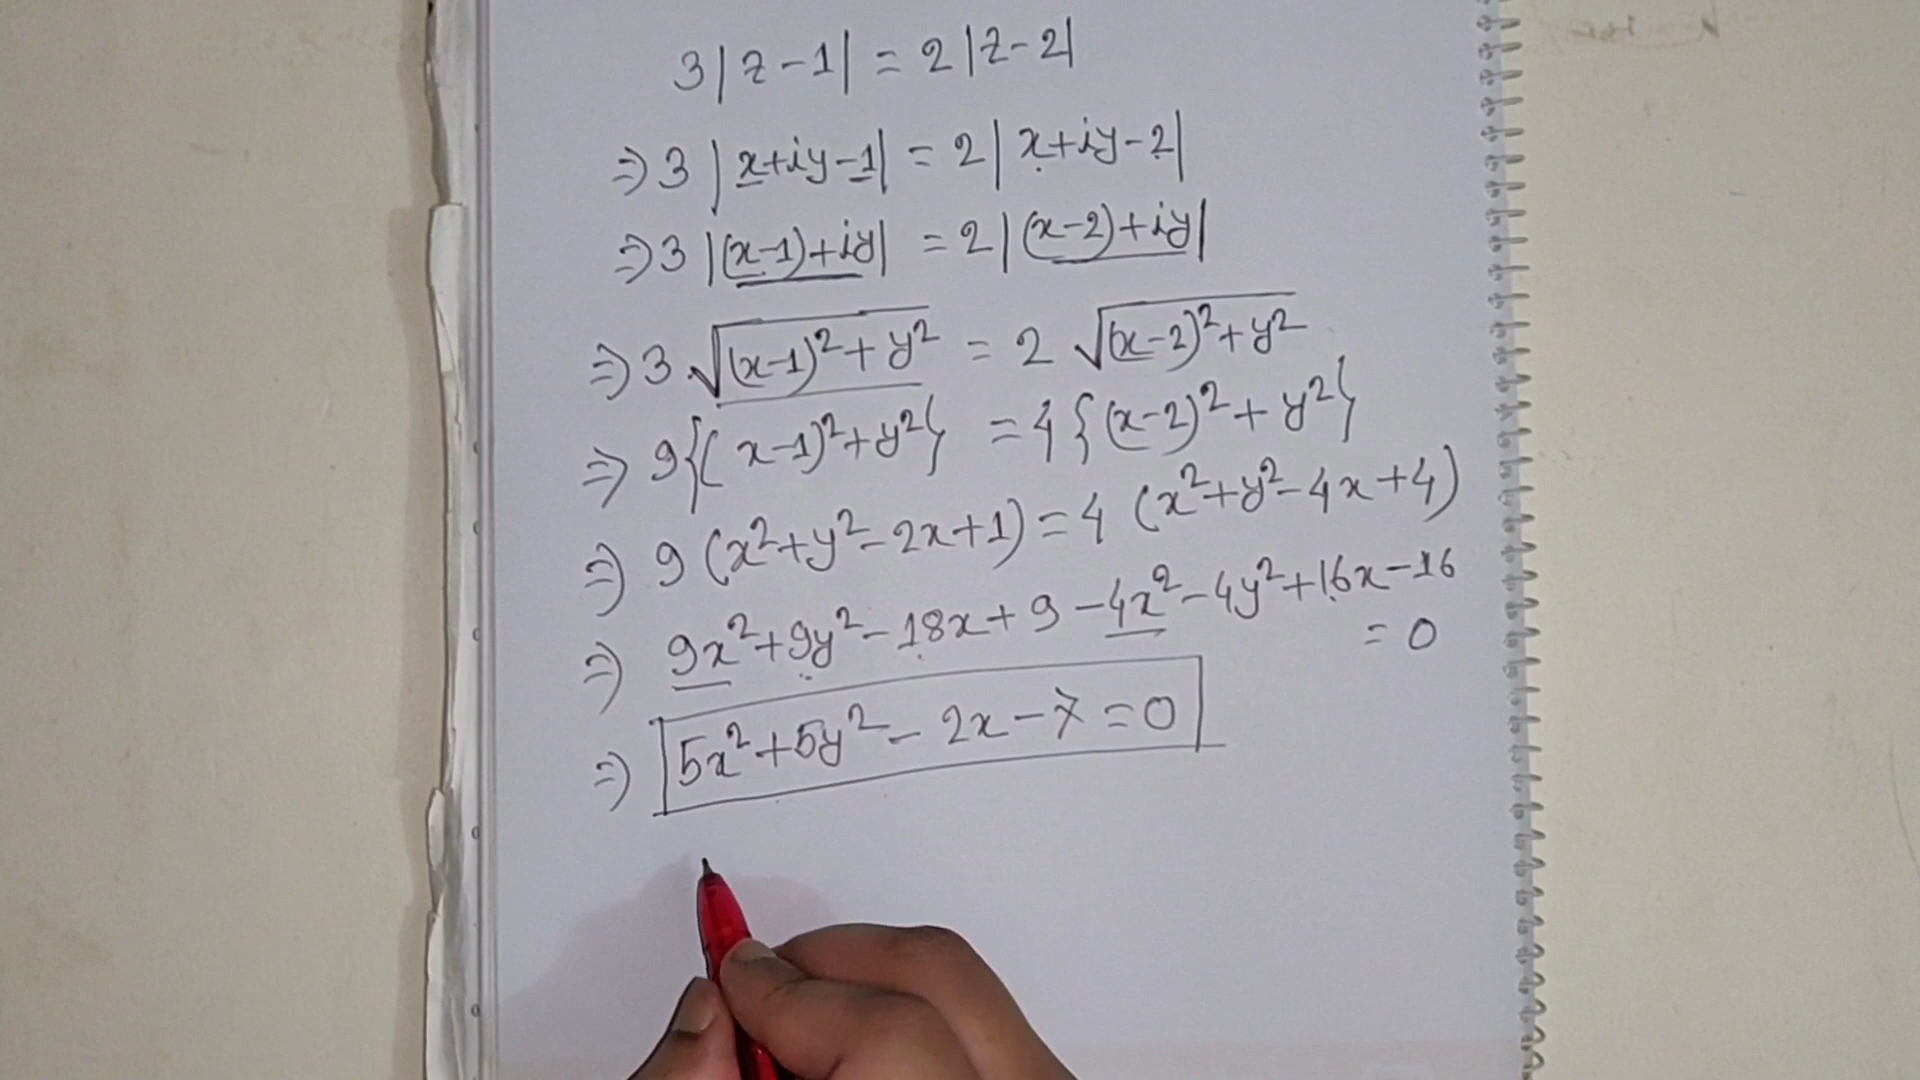 3|z-1| = 2|z-2|
⇒ 3|x+iy-1| = 2|x+iy-2|
⇒ 3|(x-1)+iy| = 2|(x-2)+iy|
⇒ 3√((x-1)²+y²) = 2√((x-2)²+y²)
⇒ 9{(x-1)²+y²} = 4{(x-2)²+y²}
⇒ 9(x²+y²-2x+1) = 4(x²+y²-4x+4)
⇒ 9x²+9y²-18x+9-4x²-4y²+16x-16
= 0
⇒ 5x²+5y²-2x-7=0